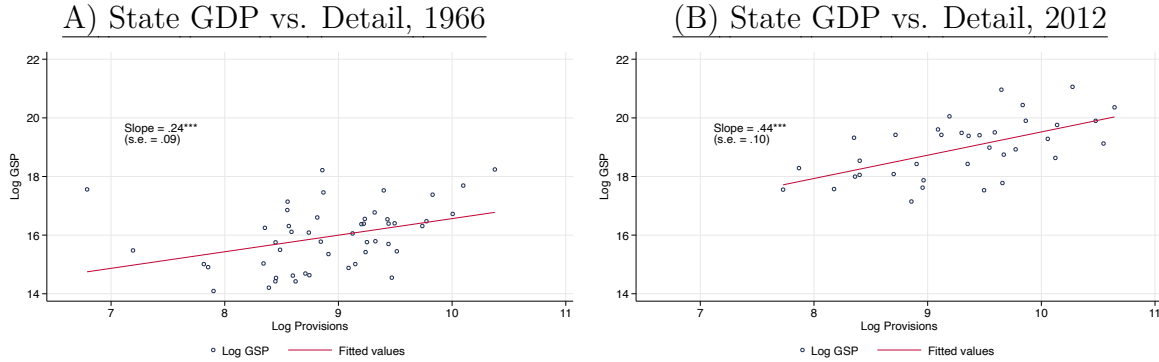 A) State GDP vs. Detail, 1966
22
20
18
16
14
Log GSP
Slope = .24***
(s.e. = .09)
7
8
9
10
11
Log Provisions
Log GSP
Fitted values
(B) State GDP vs. Detail, 2012
22
20
18
16
14
Log GSP
Slope = .44***
(s.e. = .10)
7
8
9
10
11
Log Provisions
Log GSP
Fitted values